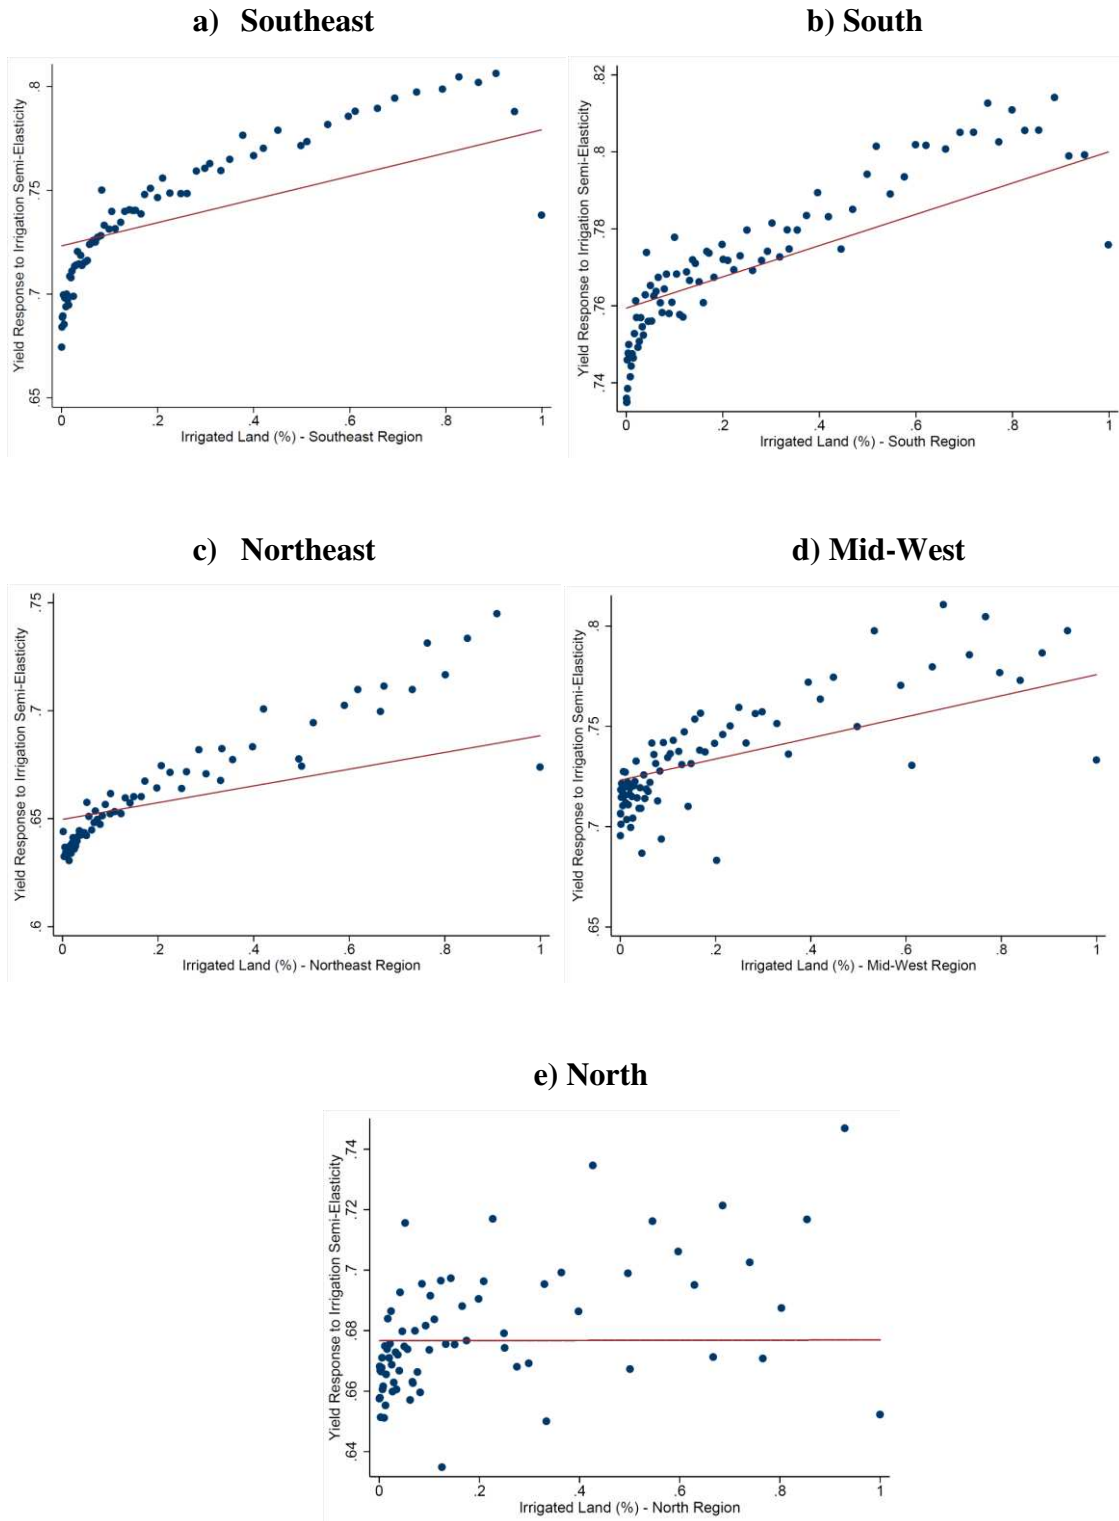 a) Southeast
b) South
Yield Response to Irrigation Semi-Elasticity
.8
.75
.7
.65
0 .2 .4 .6 .8 1
Irrigated Land (%) - Southeast Region
Yield Response to Irrigation Semi-Elasticity
.82
.8
.78
.76
.74
0 .2 .4 .6 .8 1
Irrigated Land (%) - South Region
c) Northeast
d) Mid-West
Yield Response to Irrigation Semi-Elasticity
.75
.7
.65
.6
0 .2 .4 .6 .8 1
Irrigated Land (%) - Northeast Region
Yield Response to Irrigation Semi-Elasticity
.8
.75
.7
.65
0 .2 .4 .6 .8 1
Irrigated Land (%) - Mid-West Region
e) North
Yield Response to Irrigation Semi-Elasticity
.74
.72
.7
.68
.66
.64
0 .2 .4 .6 .8 1
Irrigated Land (%) - North Region